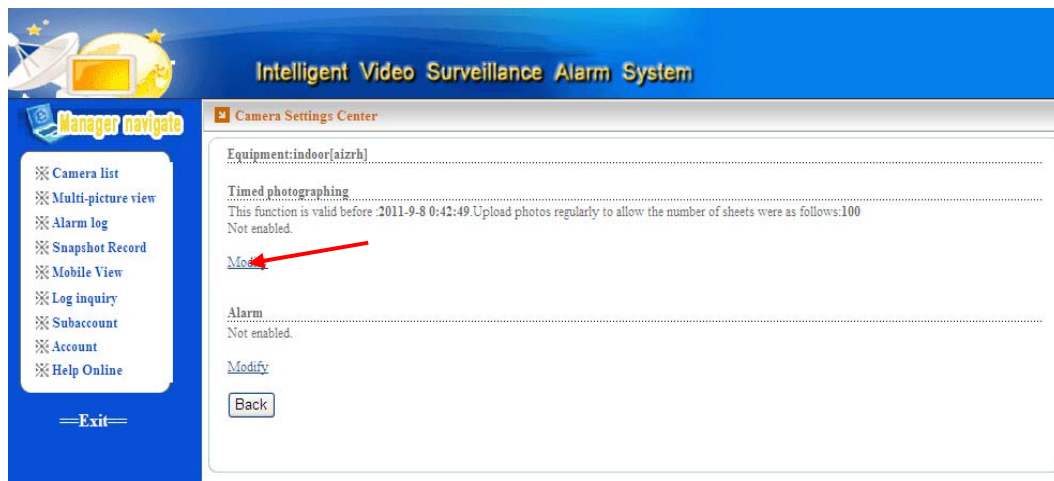 Intelligent Video Surveillance Alarm System
Manager navigate
Camera list
Multi-picture view
Alarm log
Snapshot Record
Mobile View
Log inquiry
Subaccount
Account
Help Online
==Exit==
Camera Settings Center
Equipment:indoor[aizrh]
Timed photographing
This function is valid before :2011-9-8 0:42:49.Upload photos regularly to allow the number of sheets were as follows:100
Not enabled.
Modify
Alarm
Not enabled.
Modify
Back